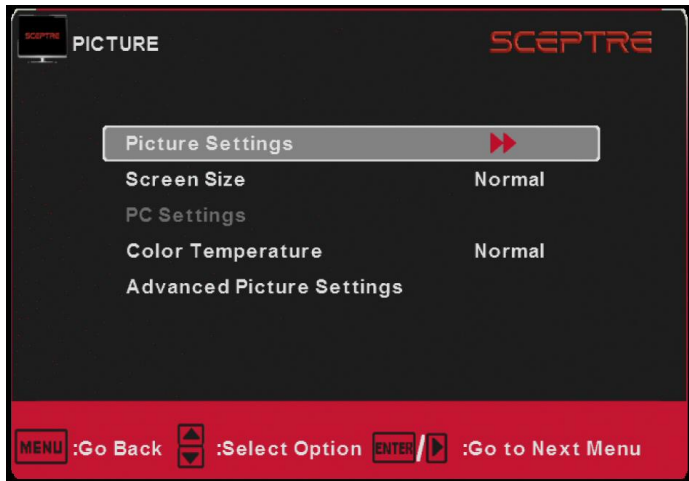 SCEPTRE PICTURE SCEPTRE
Picture Settings
Screen Size Normal
PC Settings
Color Temperature Normal
Advanced Picture Settings
MENU :Go Back :Select Option ENTER / :Go to Next Menu